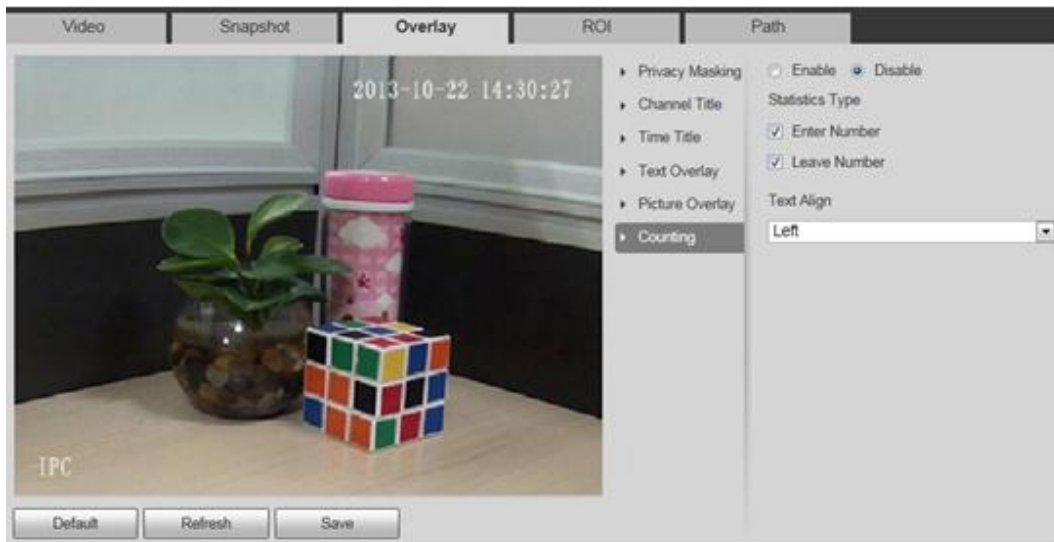 Video
Snapshot
Overlay
ROI
Path
2013-10-22 14:30:27
IPC
Privacy Masking
Channel Title
Time Title
Text Overlay
Picture Overlay
Counting
Enable Disable
Statistics Type
Enter Number
Leave Number
Text Align
Left
Default
Refresh
Save